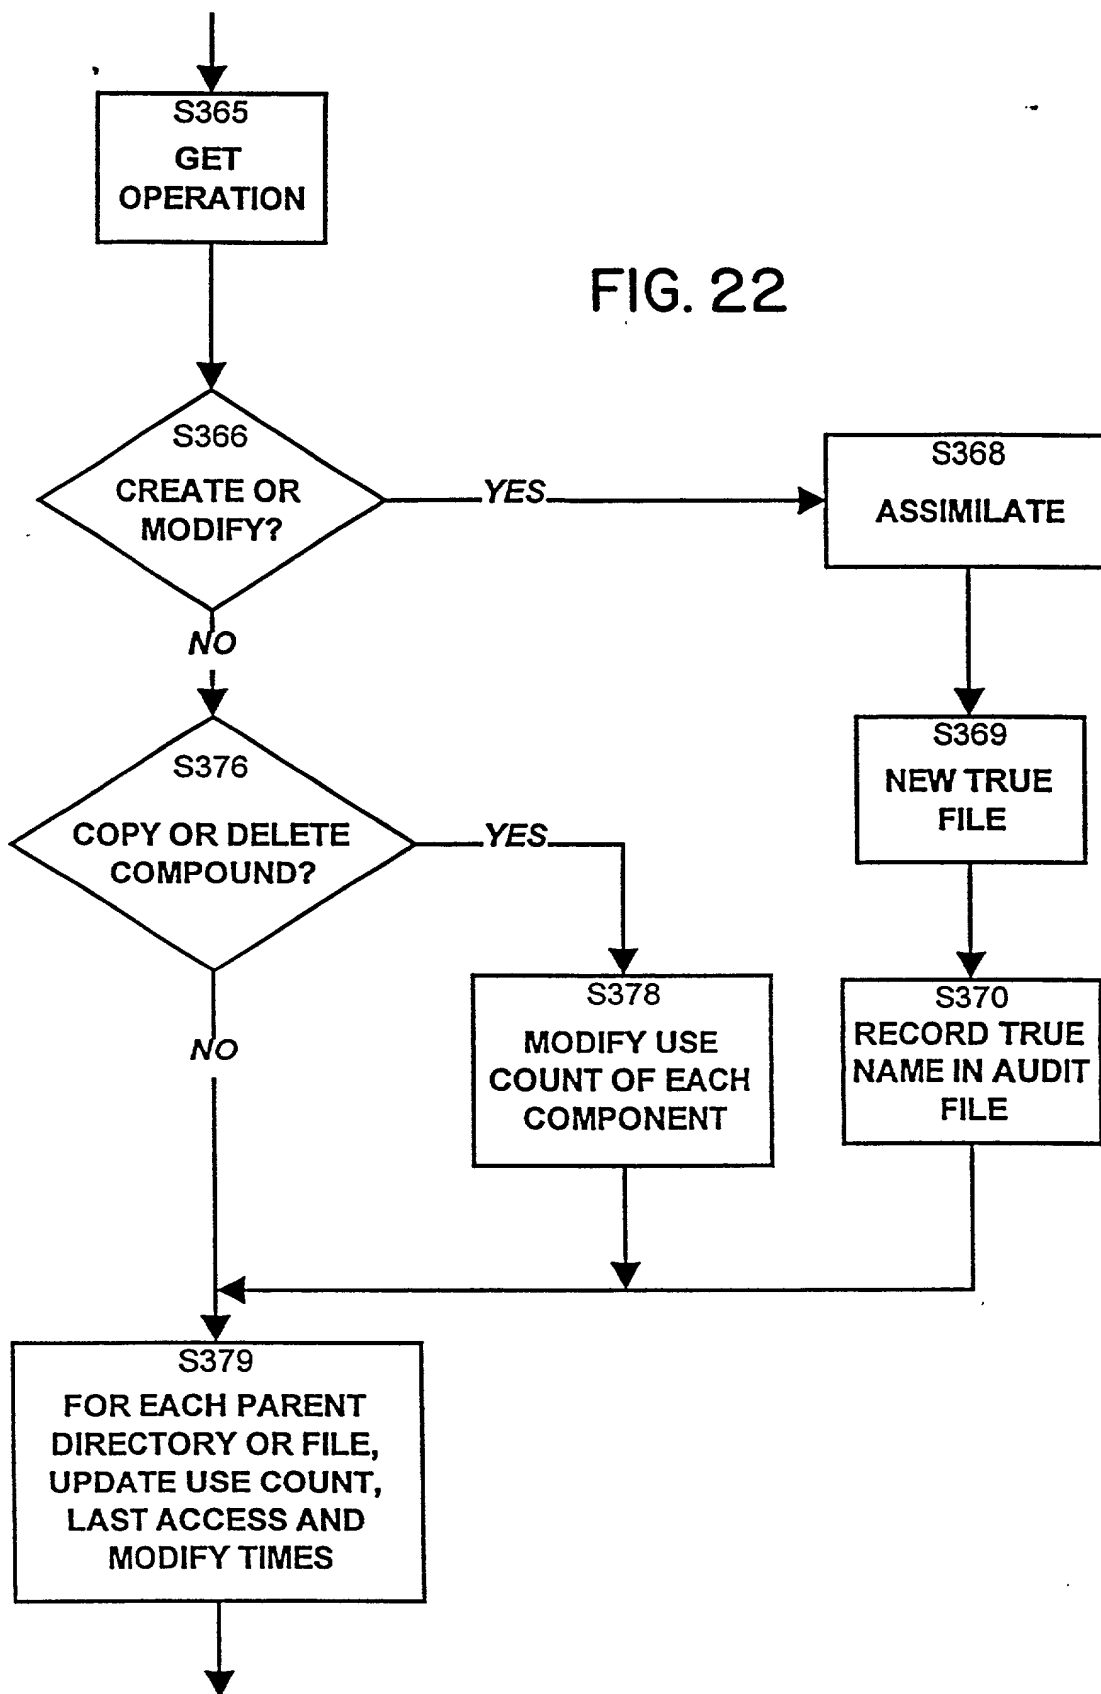 S365
GET
OPERATION
FIG. 22
S366
CREATE OR
MODIFY?
YES
S368
ASSIMILATE
NO
S376
COPY OR DELETE
COMPOUND?
YES
S369
NEW TRUE
FILE
NO
S378
MODIFY USE
COUNT OF EACH
COMPONENT
S370
RECORD TRUE
NAME IN AUDIT
FILE
S379
FOR EACH PARENT
DIRECTORY OR FILE,
UPDATE USE COUNT,
LAST ACCESS AND
MODIFY TIMES